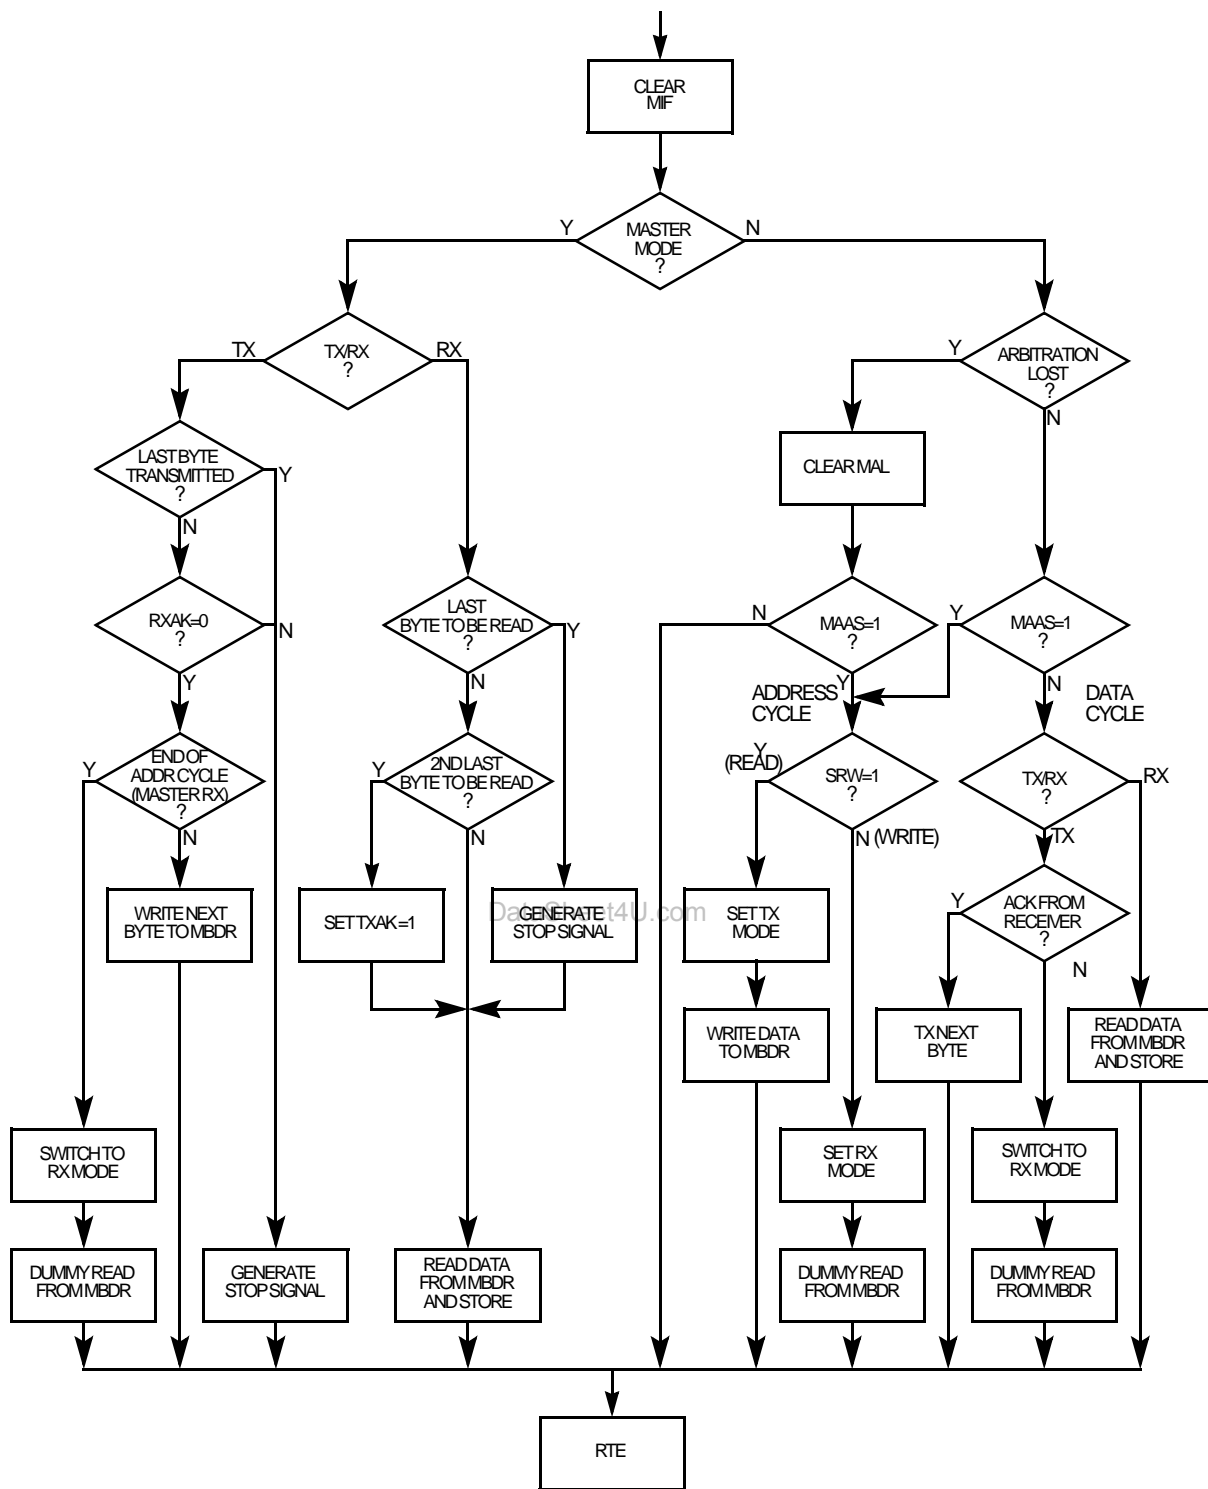 CLEAR
MIF
Y
MASTER
MODE
?
N
TX
TX/RX
?
RX
Y
ARBITRATION
LOST
?
N
LAST BYTE
TRANSMITTED
?
Y
N
CLEAR MAL
RXAK=0
?
N
Y
LAST
BYTE TO BE READ
?
Y
N
N
MAAS=1
?
Y
Y
MAAS=1
?
N
ADDRESS
CYCLE
DATA
CYCLE
Y
END OF
ADDR CYCLE
(MASTER RX)
?
N
Y
2ND LAST
BYTE TO BE READ
?
N
Y
(READ)
SRW=1
?
N (WRITE)
TX/RX
?
RX
TX
WRITE NEXT
BYTE TO MBDR
SET TXAK=1
GENERATE
STOP SIGNAL
DataSheet4U.com
SET TX
MODE
Y
ACK FROM
RECEIVER
?
N
WRITE DATA
TO MBDR
TX NEXT
BYTE
READ DATA
FROM MBDR
AND STORE
SWITCH TO
RX MODE
SET RX
MODE
SWITCH TO
RX MODE
DUMMY READ
FROM MBDR
GENERATE
STOP SIGNAL
READ DATA
FROM MBDR
AND STORE
DUMMY READ
FROM MBDR
DUMMY READ
FROM MBDR
RTE